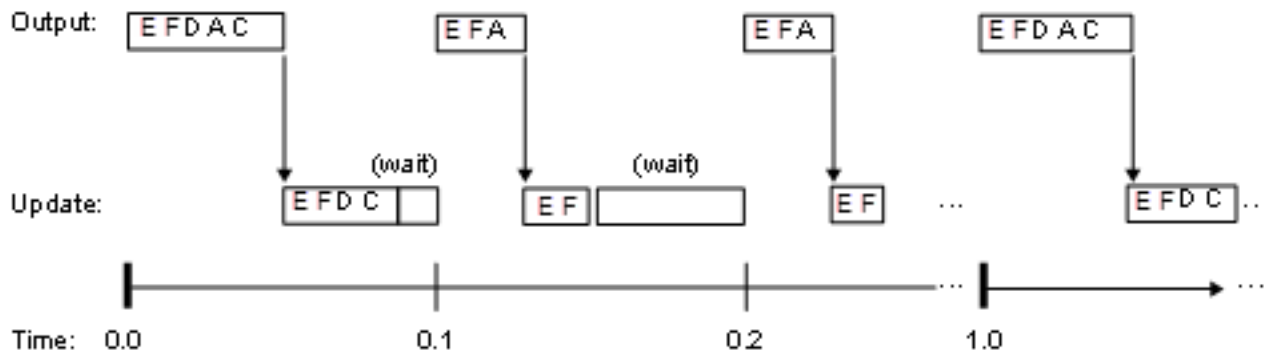 Output: E F D A C E F A E F A E F D A C
(wait) (wait)
Update: E F D C E F E F ... E F D C ..
... ...
Time: 0.0 0.1 0.2 1.0